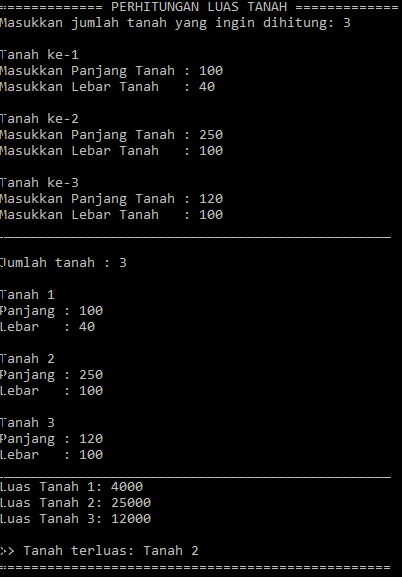 ============= PERHITUNGAN LUAS TANAH =============
Masukkan jumlah tanah yang ingin dihitung: 3
Tanah ke-1
Masukkan Panjang Tanah : 100
Masukkan Lebar Tanah   : 40
Tanah ke-2
Masukkan Panjang Tanah : 250
Masukkan Lebar Tanah   : 100
Tanah ke-3
Masukkan Panjang Tanah : 120
Masukkan Lebar Tanah   : 100
_________________________________________________
Jumlah tanah : 3
Tanah 1
Panjang : 100
Lebar   : 40
Tanah 2
Panjang : 250
Lebar   : 100
Tanah 3
Panjang : 120
Lebar   : 100
_________________________________________________
Luas Tanah 1: 4000
Luas Tanah 2: 25000
Luas Tanah 3: 12000
>> Tanah terluas: Tanah 2
=================================================